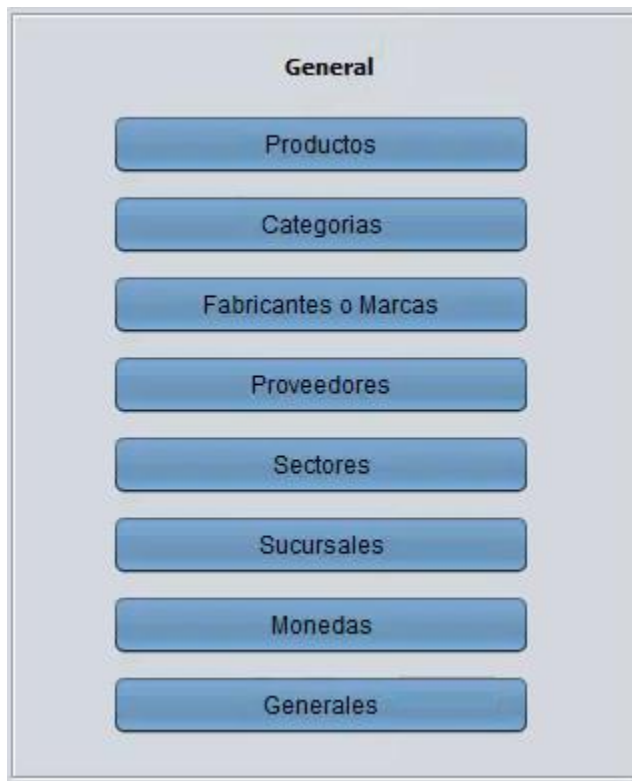 General
Productos
Categorias
Fabricantes o Marcas
Proveedores
Sectores
Sucursales
Monedas
Generales